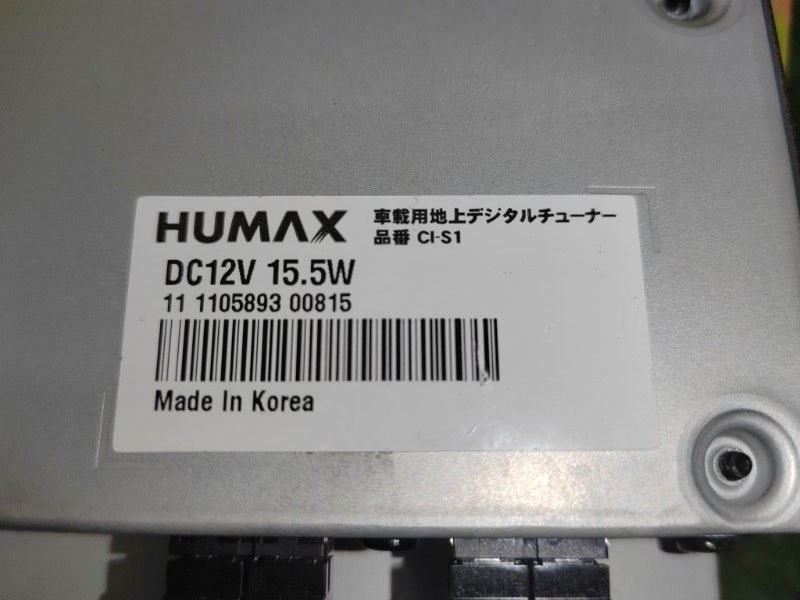 HUMAX 車載用地上デジタルチューナー
品番 CI-S1
DC12V 15.5W
11 1105893 00815
Made In Korea